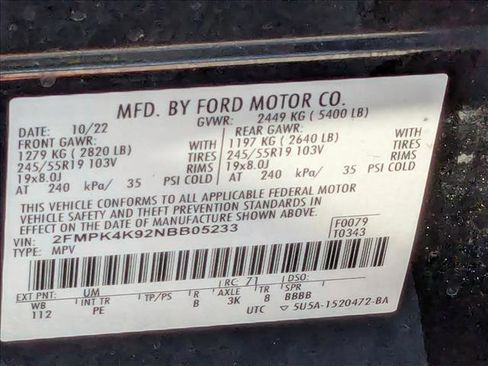 MFD. BY FORD MOTOR CO.
DATE: 10/22 GVWR: 2449 KG ( 5400 LB)
FRONT GAWR: WITH REAR GAWR: WITH
1279 KG ( 2820 LB) TIRES 1197 KG ( 2640 LB) TIRES
245/55R19 103V RIMS 245/55R19 103V RIMS
19x8.0J PSI COLD 19x8.0J PSI COLD
AT 240 kPa/ 35 AT 240 kPa/ 35
THIS VEHICLE CONFORMS TO ALL APPLICABLE FEDERAL MOTOR
VEHICLE SAFETY AND BUMPER STANDARDS IN
EFFECT ON THE DATE OF MANUFACTURE SHOWN ABOVE.
VIN: 2FMPK4K92NBB05233 F0079
TYPE: MPV T0343
EXT PNT: UM RC: 71 DSO:
WB TP/PS R AXLE TR SPR
112 PE B 3K 8 BBBB
UTC ▽ 5U5A-1520472-BA